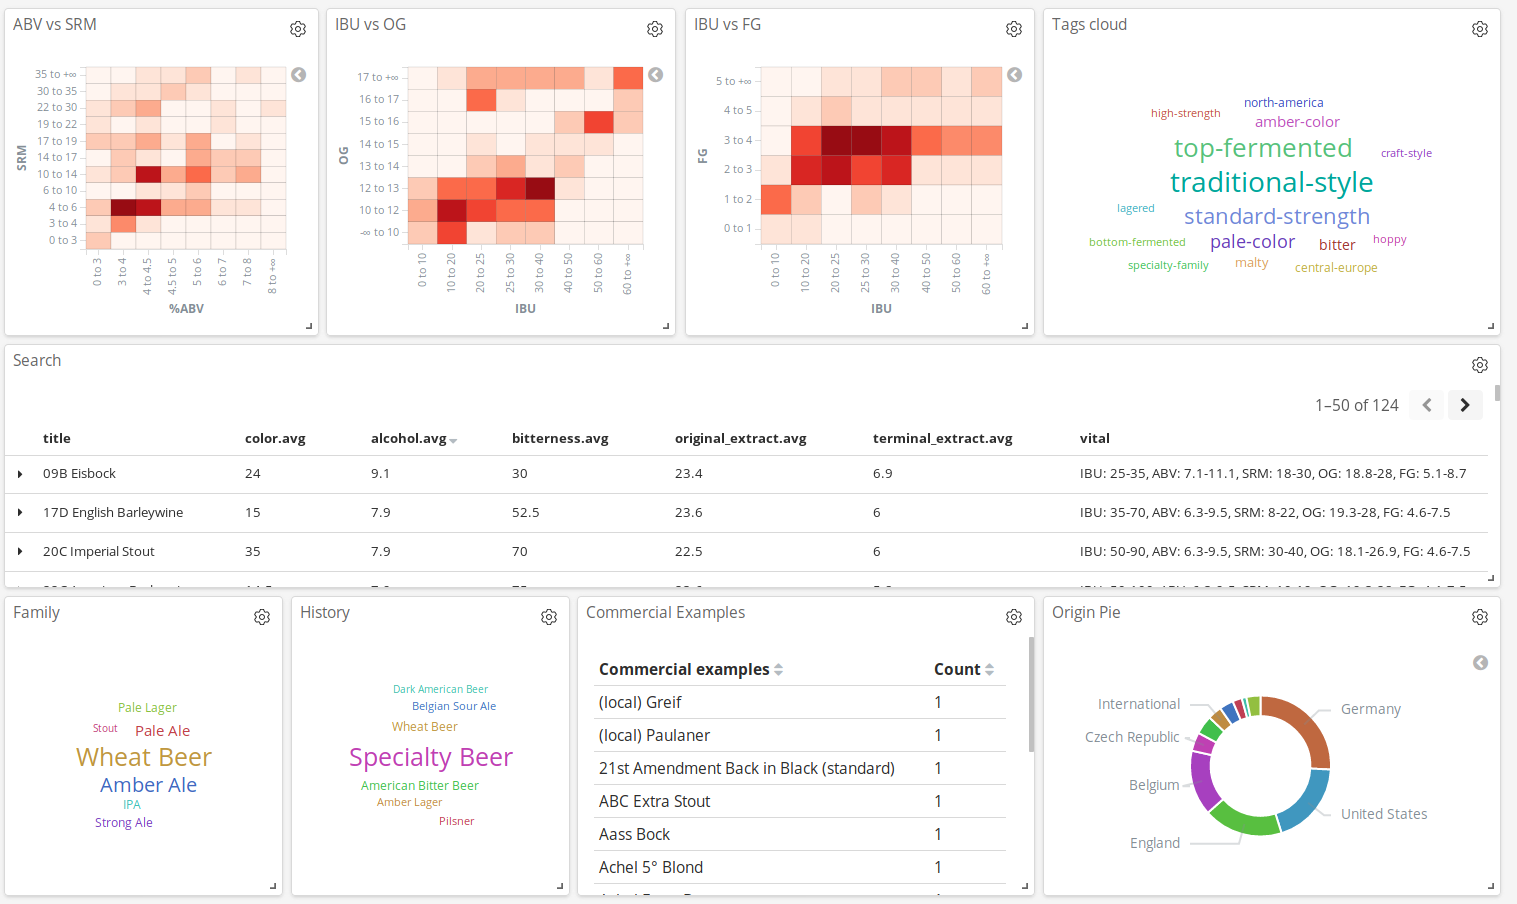 ABV vs SRM
35 to +∞
30 to 35
22 to 30
19 to 22
17 to 19
14 to 17
10 to 14
6 to 10
4 to 6
3 to 4
0 to 3
SRM
0 to 3
3 to 4
4 to 4.5
4.5 to 5
5 to 6
6 to 7
7 to 8
8 to +∞
%ABV
IBU vs OG
17 to +∞
16 to 17
15 to 16
14 to 15
13 to 14
12 to 13
10 to 12
-∞ to 10
OG
0 to 10
10 to 20
20 to 25
25 to 30
30 to 40
40 to 50
50 to 60
60 to +∞
IBU
IBU vs FG
5 to +∞
4 to 5
3 to 4
2 to 3
1 to 2
0 to 1
FG
0 to 10
10 to 20
20 to 25
25 to 30
30 to 40
40 to 50
50 to 60
60 to +∞
IBU
Tags cloud
north-america
high-strength
amber-color
top-fermented
craft-style
traditional-style
lagered
standard-strength
bottom-fermented
pale-color
bitter
hoppy
specialty-family
malty
central-europe
Search
1–50 of 124
title color.avg alcohol.avg bitterness.avg original_extract.avg terminal_extract.avg vital
09B Eisbock 24 9.1 30 23.4 6.9 IBU: 25-35, ABV: 7.1-11.1, SRM: 18-30, OG: 18.8-28, FG: 5.1-8.7
17D English Barleywine 15 7.9 52.5 23.6 6 IBU: 35-70, ABV: 6.3-9.5, SRM: 8-22, OG: 19.3-28, FG: 4.6-7.5
20C Imperial Stout 35 7.9 70 22.5 6 IBU: 50-90, ABV: 6.3-9.5, SRM: 30-40, OG: 18.1-26.9, FG: 4.6-7.5
Family
Pale Lager
Stout
Pale Ale
Wheat Beer
Amber Ale
IPA
Strong Ale
History
Dark American Beer
Belgian Sour Ale
Wheat Beer
Specialty Beer
American Bitter Beer
Amber Lager
Pilsner
Commercial Examples
Commercial examples Count
(local) Greif 1
(local) Paulaner 1
21st Amendment Back in Black (standard) 1
ABC Extra Stout 1
Aass Bock 1
Achel 5° Blond 1
Origin Pie
International
Germany
Czech Republic
Belgium
United States
England